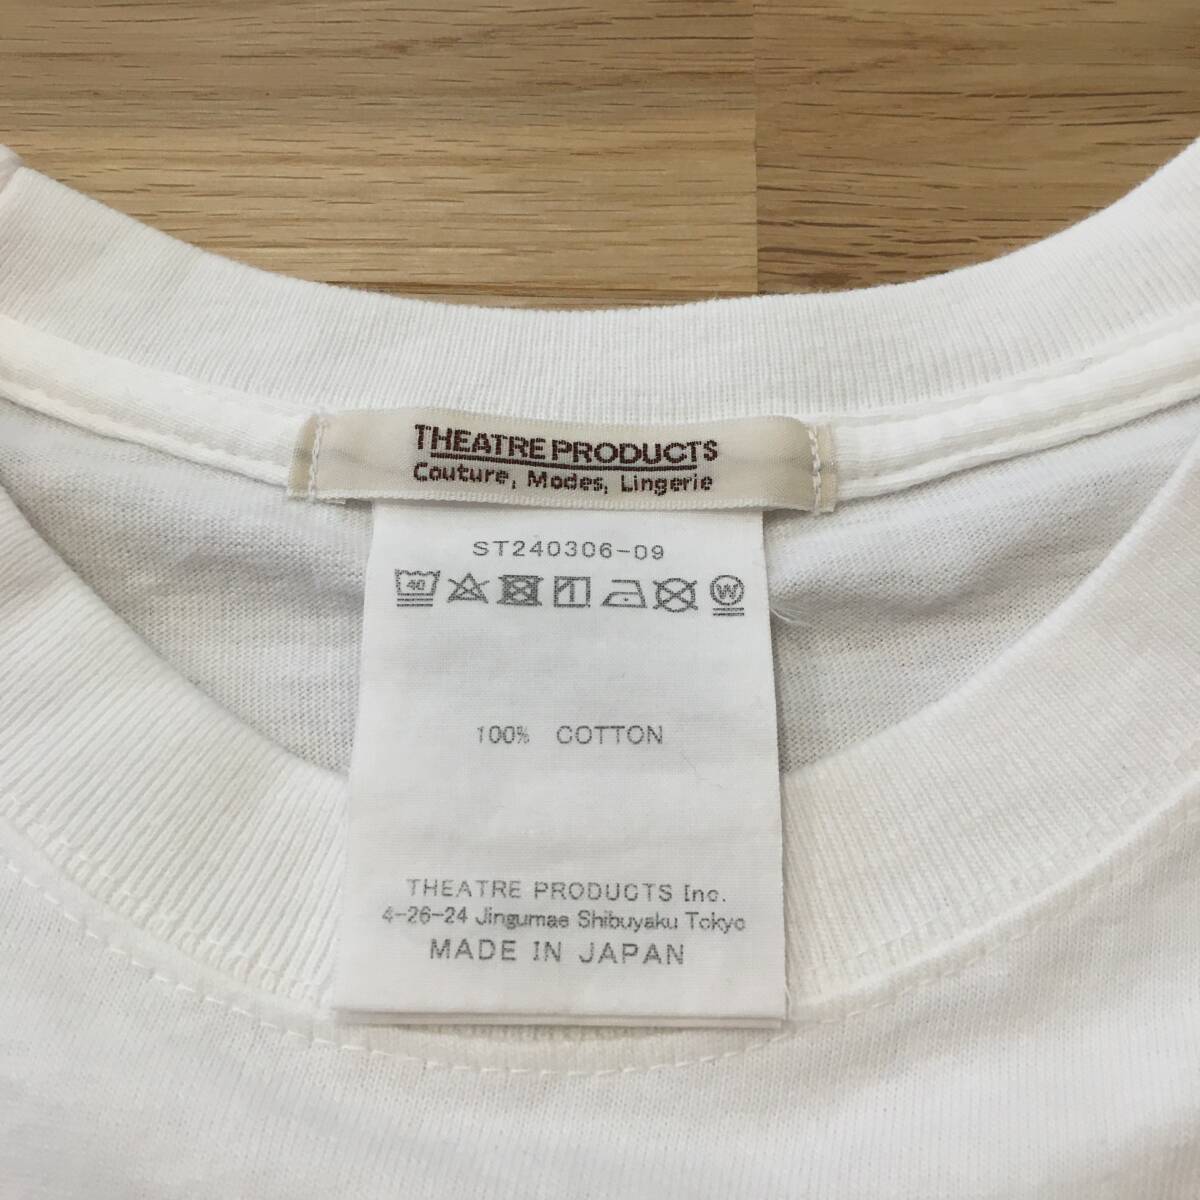 THEATRE PRODUCTS
Couture, Modes, Lingerie
ST240306-09
40 W
100% COTTON
THEATRE PRODUCTS Inc.
4-26-24 Jingumae Shibuyaku Tokyo
MADE IN JAPAN